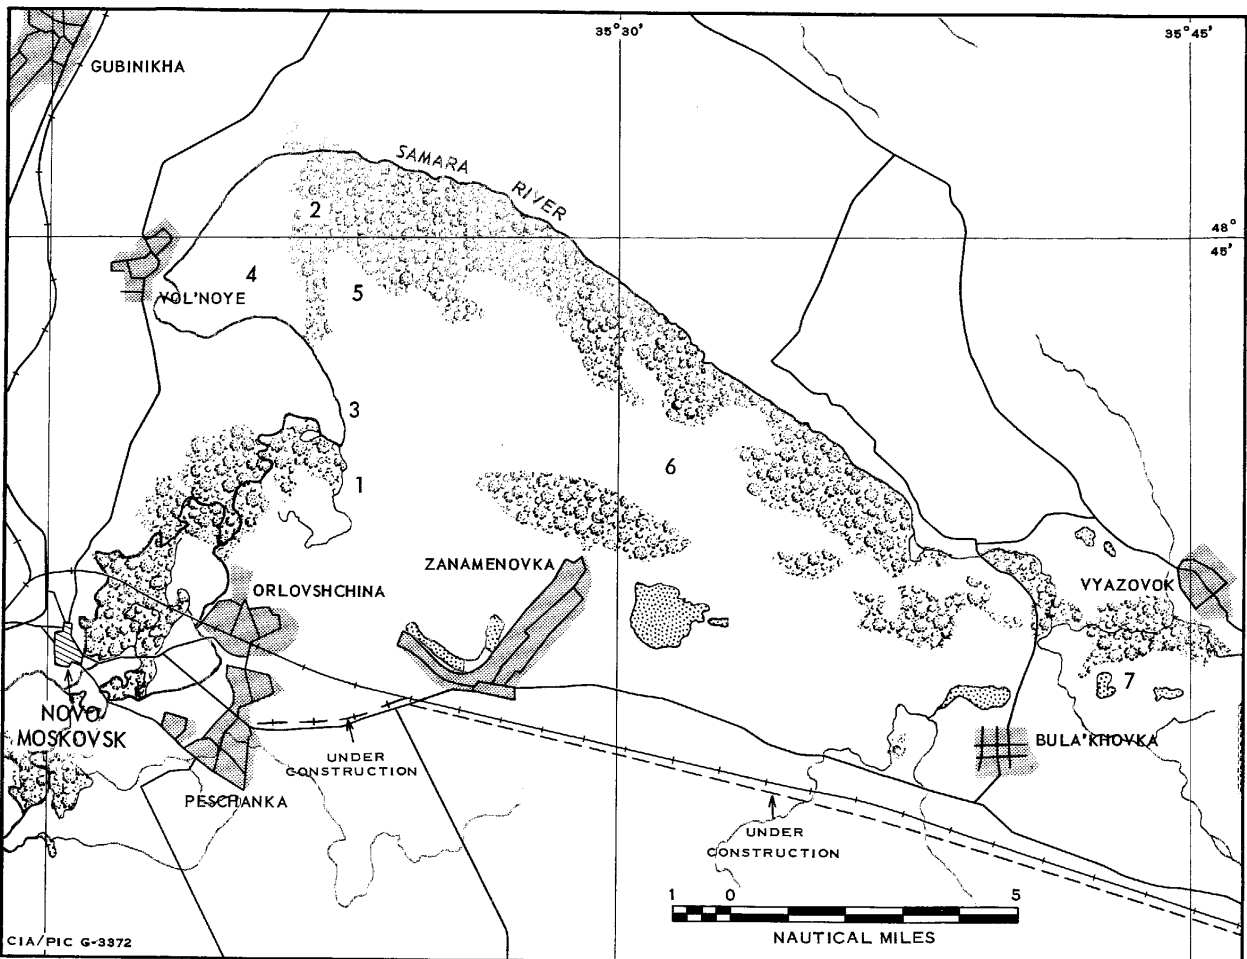 35°30'
35°45'
GUBINIKHA
SAMARA
RIVER
2
48°
45'
4
5
VOL'NOYE
3
6
1
ZANAMENOVKA
ORLOVSHCHINA
VYAZOVOK
7
NOVO
MOSKOVSK
BULA'KHOVKA
UNDER
CONSTRUCTION
PESCHANKA
UNDER
CONSTRUCTION
1 0 5
NAUTICAL MILES
CIA/PIC G-3372